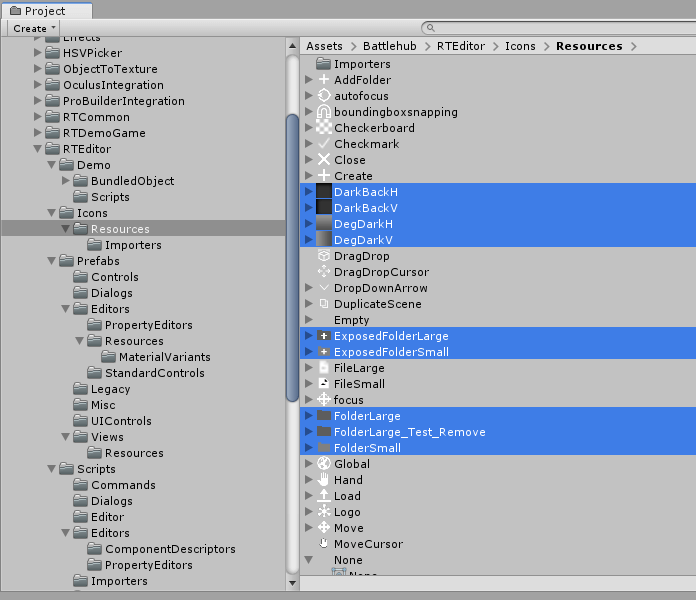 Project
Create
Effects
HSVPicker
ObjectToTexture
OculusIntegration
ProBuilderIntegration
RTCommon
RTDemoGame
RTEditor
Demo
BundledObject
Scripts
Icons
Resources
Importers
Prefabs
Controls
Dialogs
Editors
PropertyEditors
Resources
MaterialVariants
StandardControls
Legacy
Misc
UIControls
Views
Resources
Scripts
Commands
Dialogs
Editor
Editors
ComponentDescriptors
PropertyEditors
Importers
Assets > Battlehub > RTEditor > Icons > Resources >
Importers
AddFolder
autofocus
boundingboxsnapping
Checkerboard
Checkmark
Close
Create
DarkBackH
DarkBackV
DegDarkH
DegDarkV
DragDrop
DragDropCursor
DropDownArrow
DuplicateScene
Empty
ExposedFolderLarge
ExposedFolderSmall
FileLarge
FileSmall
focus
FolderLarge
FolderLarge_Test_Remove
FolderSmall
Global
Hand
Load
Logo
Move
MoveCursor
None
None